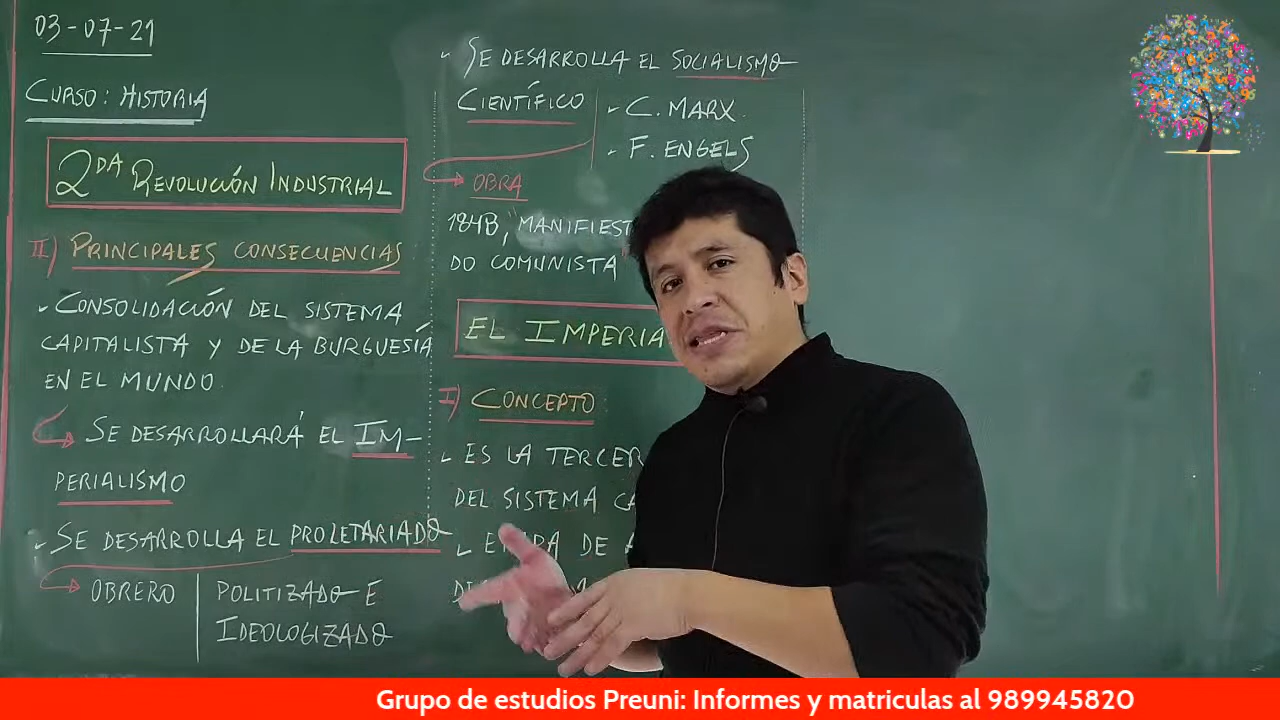 03-07-21
CURSO: HISTORIA
2DA REVOLUCIÓN INDUSTRIAL
II) PRINCIPALES CONSECUENCIAS
CONSOLIDACIÓN DEL SISTEMA
CAPITALISTA Y DE LA BURGUESÍA
EN EL MUNDO.
SE DESARROLLARÁ EL IM-
PERIALISMO
SE DESARROLLA EL PROLETARIADO
OBRERO
POLITIZADO E
IDEOLOGIZADO
SE DESARROLLA EL SOCIALISMO
CIENTÍFICO
C. MARX.
F. ENGELS
OBRA
1848, "MANIFIEST
DO COMUNISTA
EL IMPERIA
I) CONCEPTO
ES LA TERCER
DEL SISTEMA CA
DE
Grupo de estudios Preuni: Informes y matriculas al 989945820